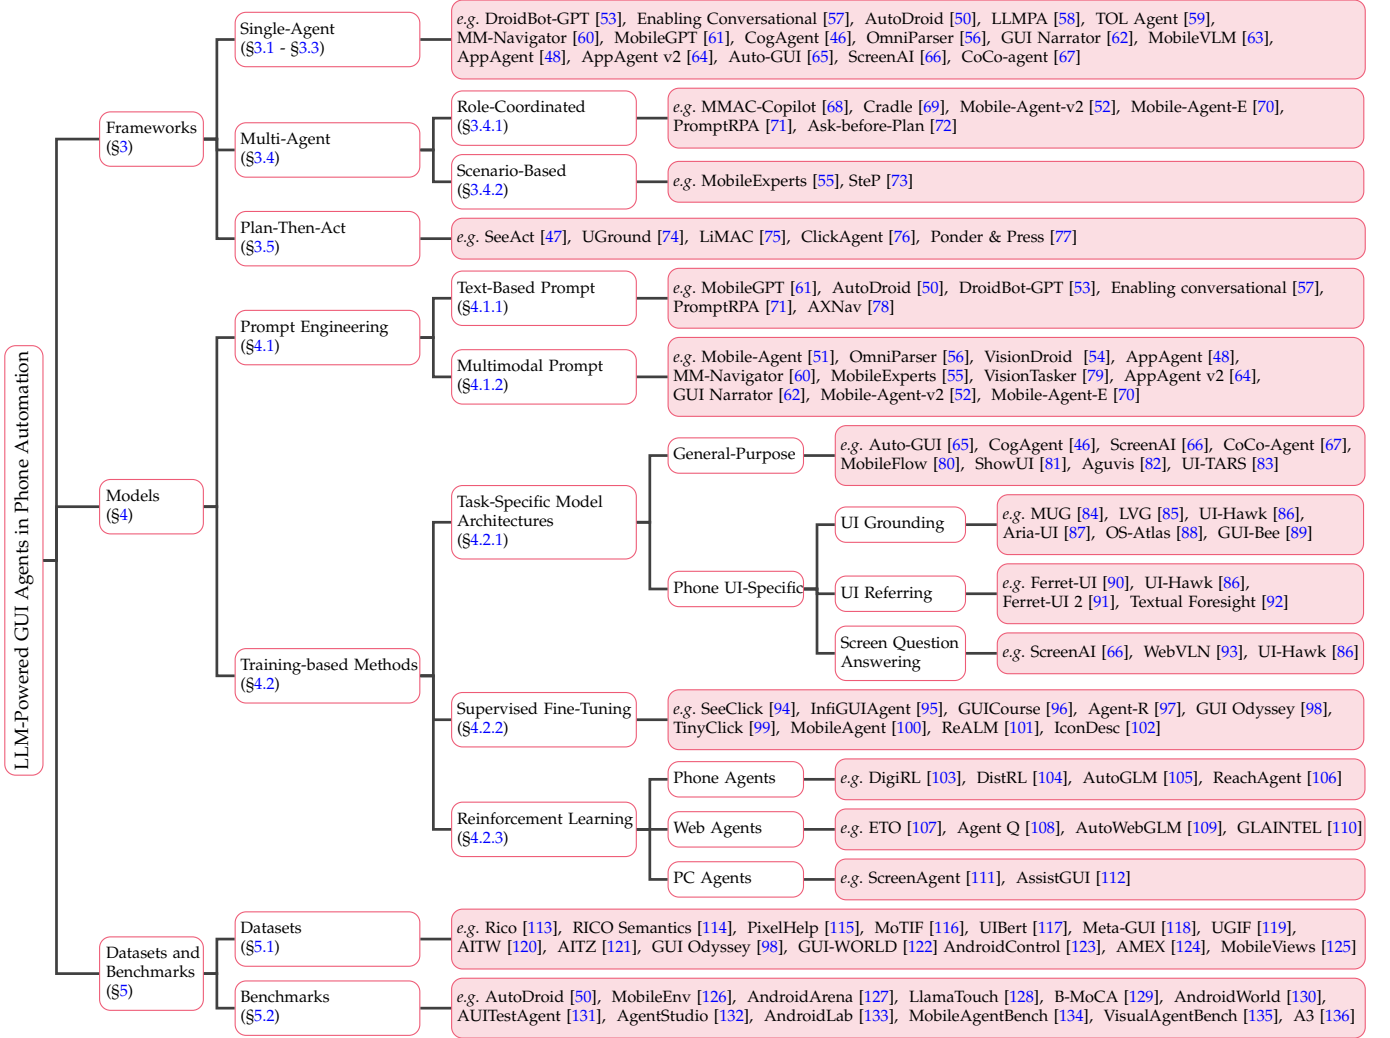 LLM-Powered GUI Agents in Phone Automation
Frameworks
(§3)
Single-Agent
(§3.1 - §3.3)
e.g. DroidBot-GPT [53], Enabling Conversational [57], AutoDroid [50], LLMPA [58], TOL Agent [59],
MM-Navigator [60], MobileGPT [61], CogAgent [46], OmniParser [56], GUI Narrator [62], MobileVLM [63],
AppAgent [48], AppAgent v2 [64], Auto-GUI [65], ScreenAI [66], CoCo-agent [67]
Multi-Agent
(§3.4)
Role-Coordinated
(§3.4.1)
e.g. MMAC-Copilot [68], Cradle [69], Mobile-Agent-v2 [52], Mobile-Agent-E [70],
PromptRPA [71], Ask-before-Plan [72]
Scenario-Based
(§3.4.2)
e.g. MobileExperts [55], SteP [73]
Plan-Then-Act
(§3.5)
e.g. SeeAct [47], UGround [74], LiMAC [75], ClickAgent [76], Ponder & Press [77]
Models
(§4)
Prompt Engineering
(§4.1)
Text-Based Prompt
(§4.1.1)
e.g. MobileGPT [61], AutoDroid [50], DroidBot-GPT [53], Enabling conversational [57],
PromptRPA [71], AXNav [78]
Multimodal Prompt
(§4.1.2)
e.g. Mobile-Agent [51], OmniParser [56], VisionDroid [54], AppAgent [48],
MM-Navigator [60], MobileExperts [55], VisionTasker [79], AppAgent v2 [64],
GUI Narrator [62], Mobile-Agent-v2 [52], Mobile-Agent-E [70]
Training-based Methods
(§4.2)
Task-Specific Model
Architectures
(§4.2.1)
General-Purpose
e.g. Auto-GUI [65], CogAgent [46], ScreenAI [66], CoCo-Agent [67],
MobileFlow [80], ShowUI [81], Aguvis [82], UI-TARS [83]
Phone UI-Specific
UI Grounding
e.g. MUG [84], LVG [85], UI-Hawk [86],
Aria-UI [87], OS-Atlas [88], GUI-Bee [89]
UI Referring
e.g. Ferret-UI [90], UI-Hawk [86],
Ferret-UI 2 [91], Textual Foresight [92]
Screen Question
Answering
e.g. ScreenAI [66], WebVLN [93], UI-Hawk [86]
Supervised Fine-Tuning
(§4.2.2)
e.g. SeeClick [94], InfiGUIAgent [95], GUICourse [96], Agent-R [97], GUI Odyssey [98],
TinyClick [99], MobileAgent [100], ReALM [101], IconDesc [102]
Reinforcement Learning
(§4.2.3)
Phone Agents
e.g. DigiRL [103], DistRL [104], AutoGLM [105], ReachAgent [106]
Web Agents
e.g. ETO [107], Agent Q [108], AutoWebGLM [109], GLAINTEL [110]
PC Agents
e.g. ScreenAgent [111], AssistGUI [112]
Datasets and
Benchmarks
(§5)
Datasets
(§5.1)
e.g. Rico [113], RICO Semantics [114], PixelHelp [115], MoTIF [116], UIBert [117], Meta-GUI [118], UGIF [119],
AITW [120], AITZ [121], GUI Odyssey [98], GUI-WORLD [122] AndroidControl [123], AMEX [124], MobileViews [125]
Benchmarks
(§5.2)
e.g. AutoDroid [50], MobileEnv [126], AndroidArena [127], LlamaTouch [128], B-MoCA [129], AndroidWorld [130],
AUITestAgent [131], AgentStudio [132], AndroidLab [133], MobileAgentBench [134], VisualAgentBench [135], A3 [136]